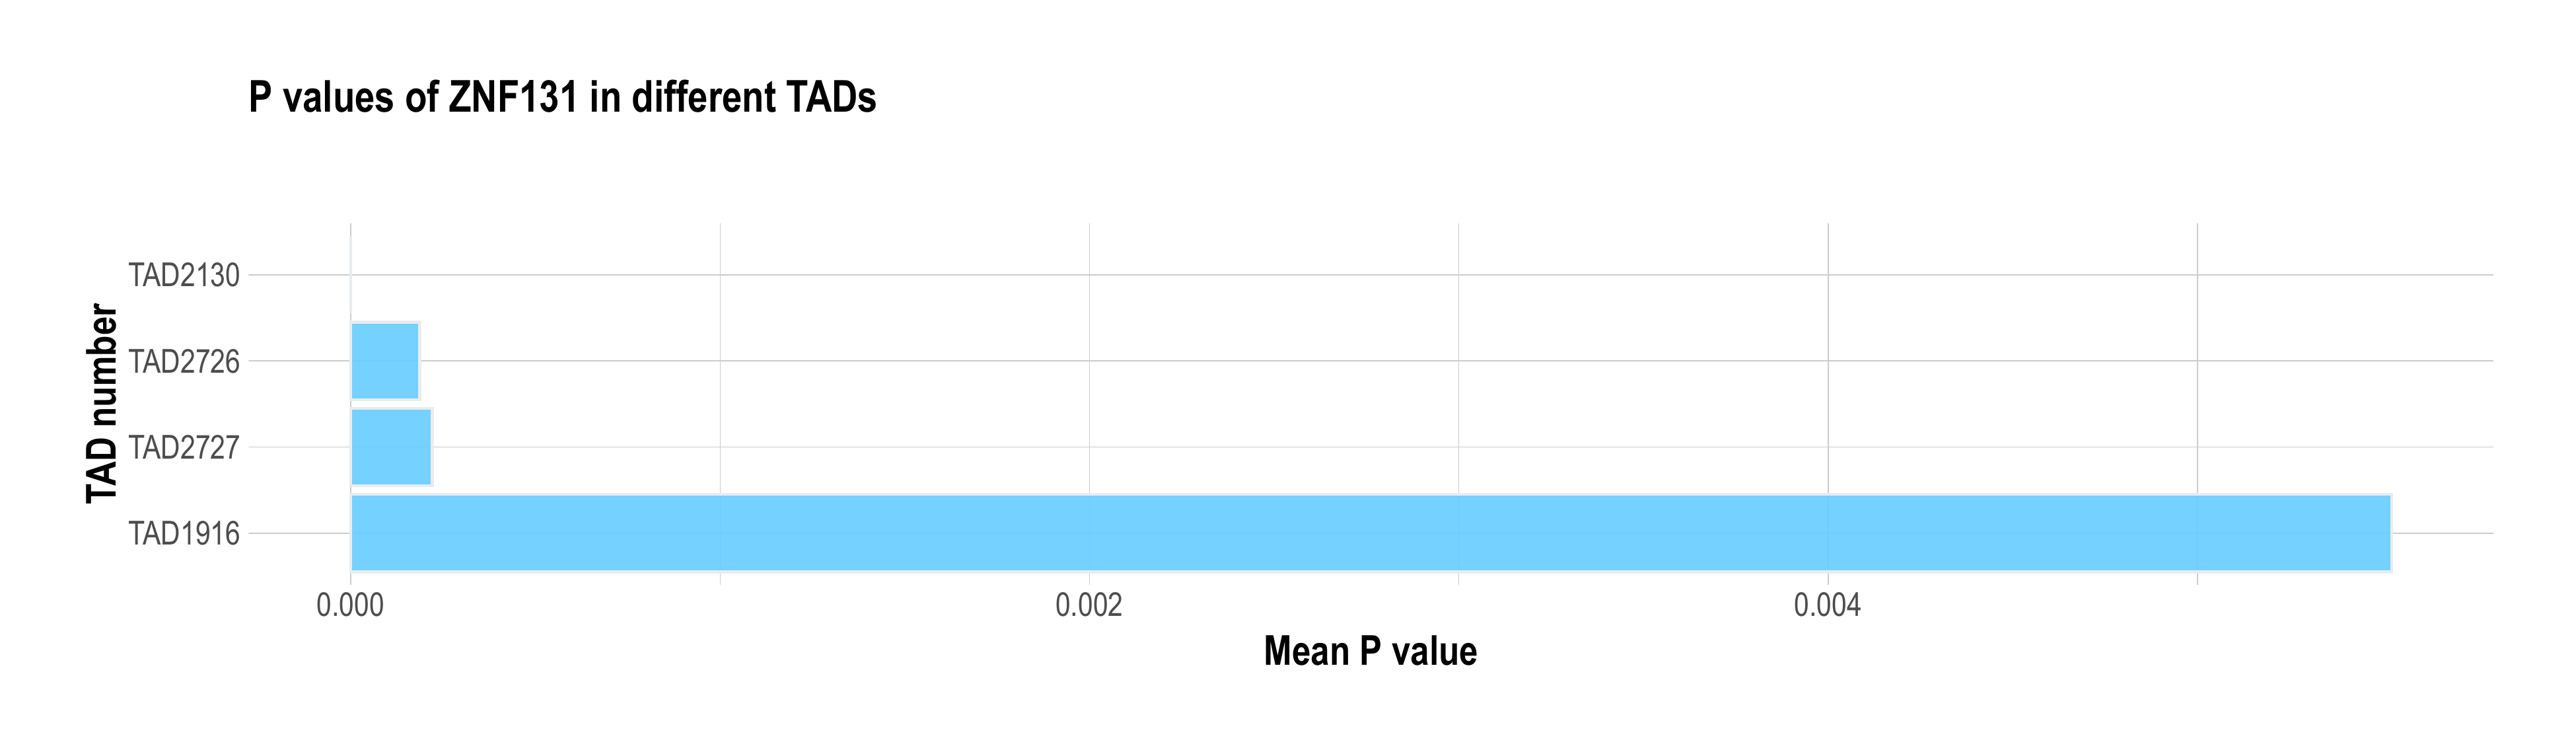 P values of ZNF131 in different TADs
TAD number
TAD2130
TAD2726
TAD2727
TAD1916
0.000
0.002
0.004
Mean P value